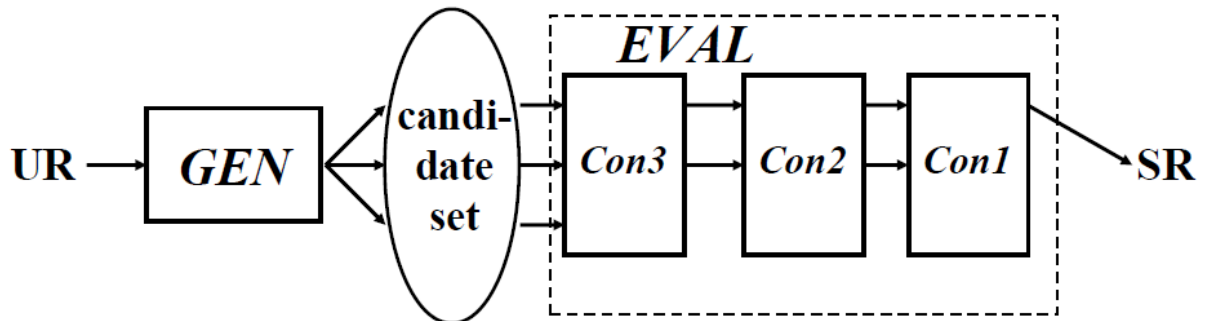 EVAL
UR
GEN
candi-
date
set
Con3
Con2
Con1
SR